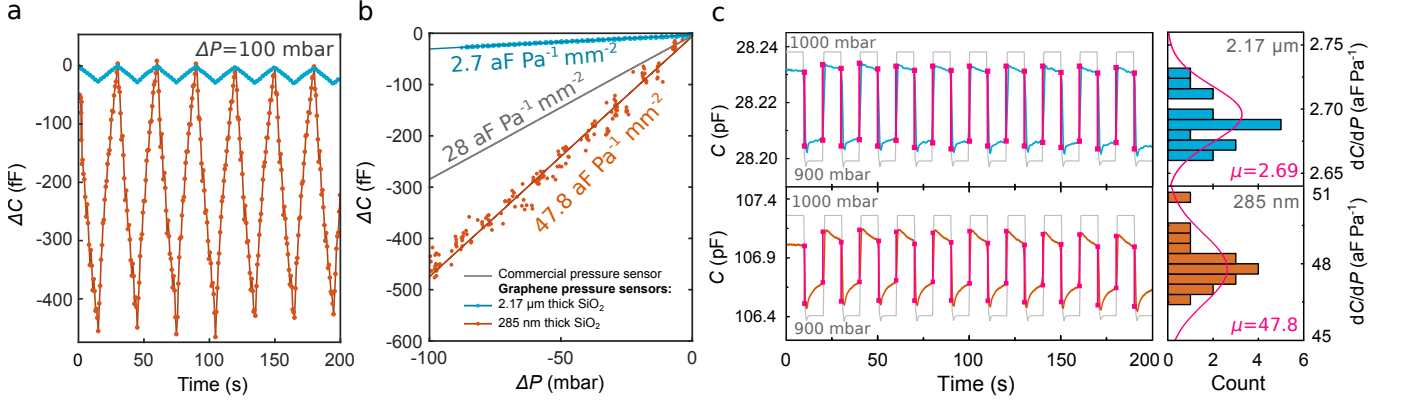 a
ΔP=100 mbar
0
-100
-200
-300
-400
ΔC (fF)
0
50
100
150
200
Time (s)
b
0
-100
-200
-300
-400
-500
-600
ΔC (fF)
2.7 aF Pa⁻¹ mm⁻²
28 aF Pa⁻¹ mm⁻²
47.8 aF Pa⁻¹ mm⁻²
Commercial pressure sensor
Graphene pressure sensors:
2.17 µm thick SiO₂
285 nm thick SiO₂
-100
-50
0
ΔP (mbar)
c
1000 mbar
28.24
28.22
28.20
C (pF)
900 mbar
1000 mbar
107.4
106.9
106.4
C (pF)
900 mbar
0
50
100
150
200
Time (s)
2.17 µm
2.75
2.70
2.65
dC/dP (aF Pa⁻¹)
µ=2.69
285 nm
51
48
45
dC/dP (aF Pa⁻¹)
µ=47.8
0
2
4
6
Count